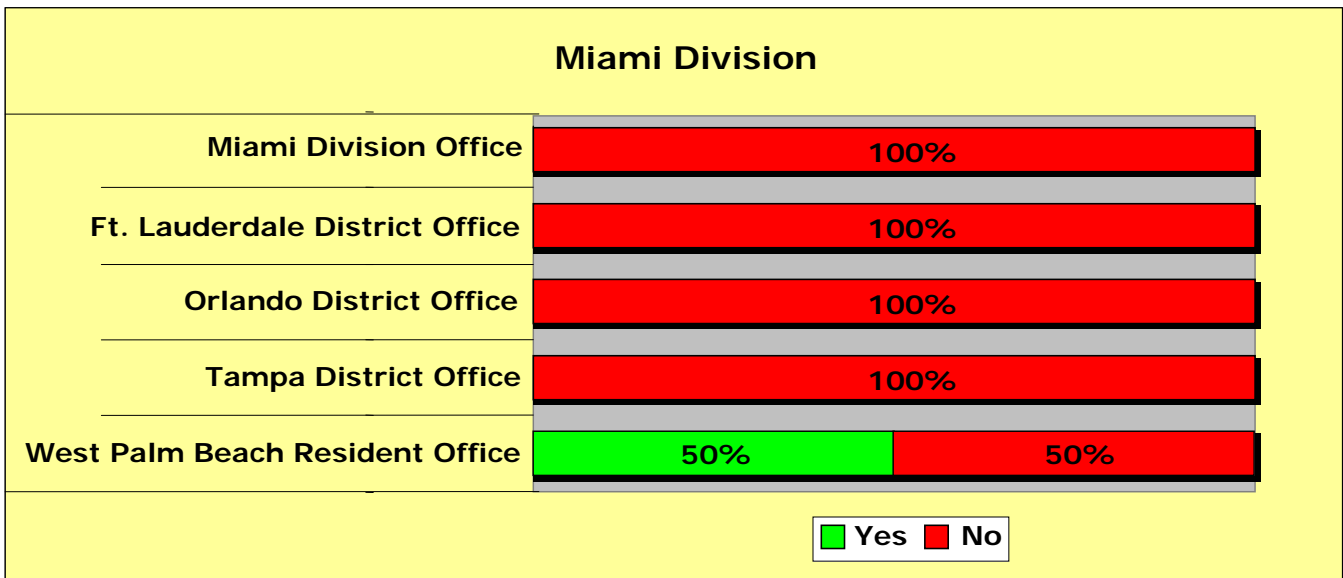 Miami Division
Miami Division Office
100%
Ft. Lauderdale District Office
100%
Orlando District Office
100%
Tampa District Office
100%
West Palm Beach Resident Office
50%
50%
Yes
No